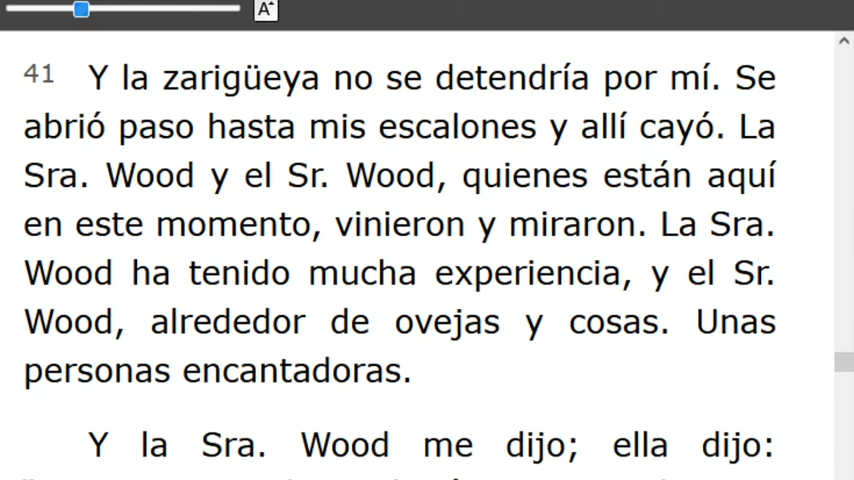 A
41 Y la zarigüeya no se detendría por mí. Se
abrió paso hasta mis escalones y allí cayó. La
Sra. Wood y el Sr. Wood, quienes están aquí
en este momento, vinieron y miraron. La Sra.
Wood ha tenido mucha experiencia, y el Sr.
Wood, alrededor de ovejas y cosas. Unas
personas encantadoras.
Y la Sra. Wood me dijo; ella dijo: